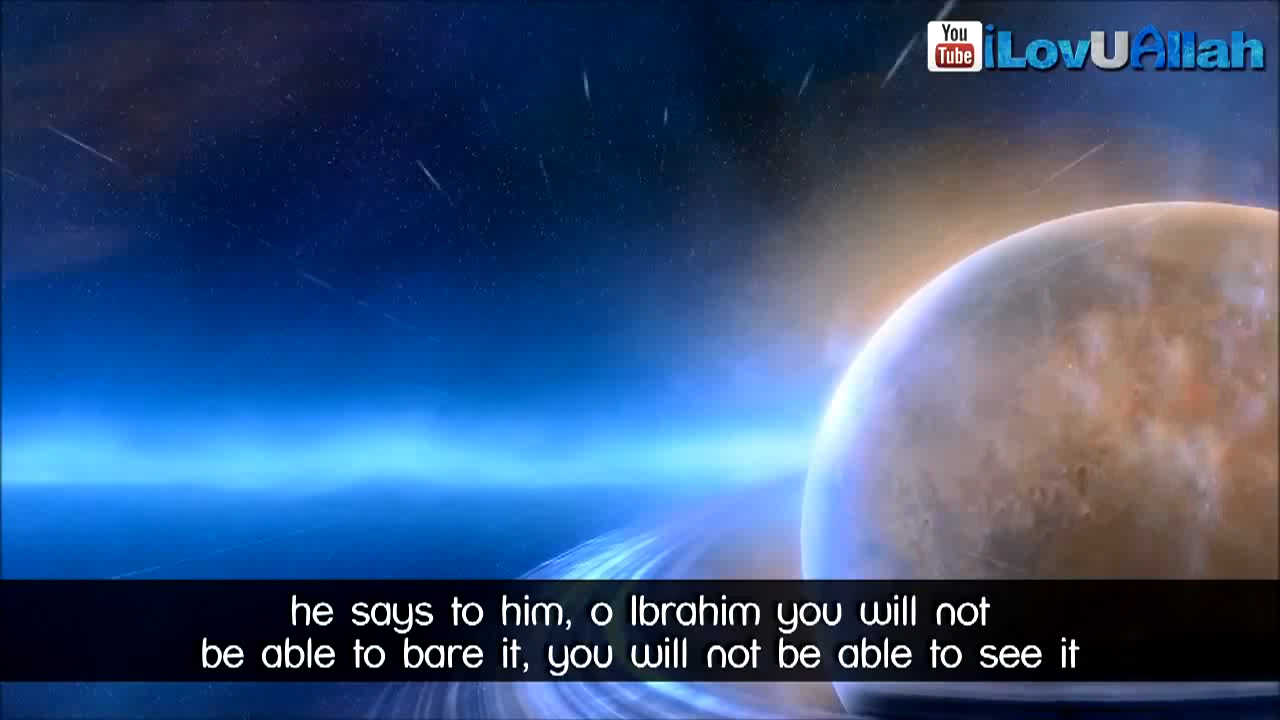 You
Tube iLovUAllah
he says to him, o Ibrahim you will not
be able to bare it, you will not be able to see it